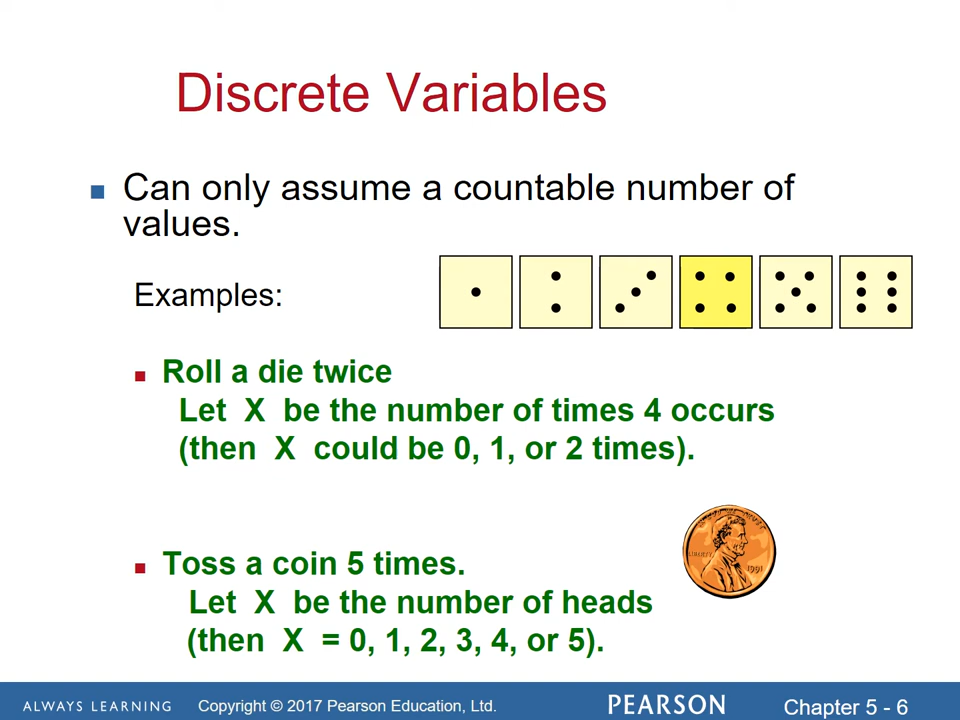 Discrete Variables
Can only assume a countable number of
values.
Examples:
Roll a die twice
Let X be the number of times 4 occurs
(then X could be 0, 1, or 2 times).
Toss a coin 5 times.
Let X be the number of heads
(then X = 0, 1, 2, 3, 4, or 5).
LIBERTY
1991
ALWAYS LEARNING
Copyright © 2017 Pearson Education, Ltd.
PEARSON
Chapter 5 - 6